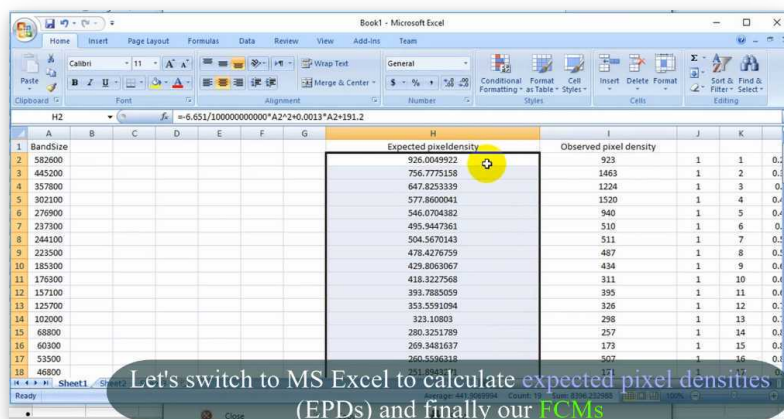 Book1 - Microsoft Excel
Home Insert Page Layout Formulas Data Review View Add-Ins Team
Paste
Calibri 11 A A
B I U
Wrap Text
Merge & Center
General
$ % ,
Conditional Formatting
Format as Table
Cell Styles
Insert Delete Format
Sort & Filter
Find & Select
Clipboard Font Alignment Number Styles Cells Editing
H2 fx =-6.651/100000000000*A2^2+0.0013*A2+191.2
A B C D E F G H I J K
1 BandSize Expected pixeldensity Observed pixel density
2 582600 926.0049922 923 1 1
3 445200 756.7775158 1463 1 2
4 357800 647.8253339 1224 1 3
5 302100 577.8600041 1520 1 4
6 276900 546.0704382 940 1 5
7 237300 495.9447361 510 1 6
8 244100 504.5670143 511 1 7
9 223500 478.4276759 487 1 8
10 185300 429.8063067 434 1 9
11 176300 418.3227568 311 1 10
12 157100 393.7885059 395 1 11
13 125700 353.5591094 326 1 12
14 102000 323.10803 298 1 13
15 68800 280.3251789 257 1 14
16 60300 269.3481637 173 1 15
17 53500 260.5596318 507 1 16
18 46800
Sheet1
Ready
Let's switch to MS Excel to calculate expected pixel densities
(EPDs) and finally our FCMs
Close